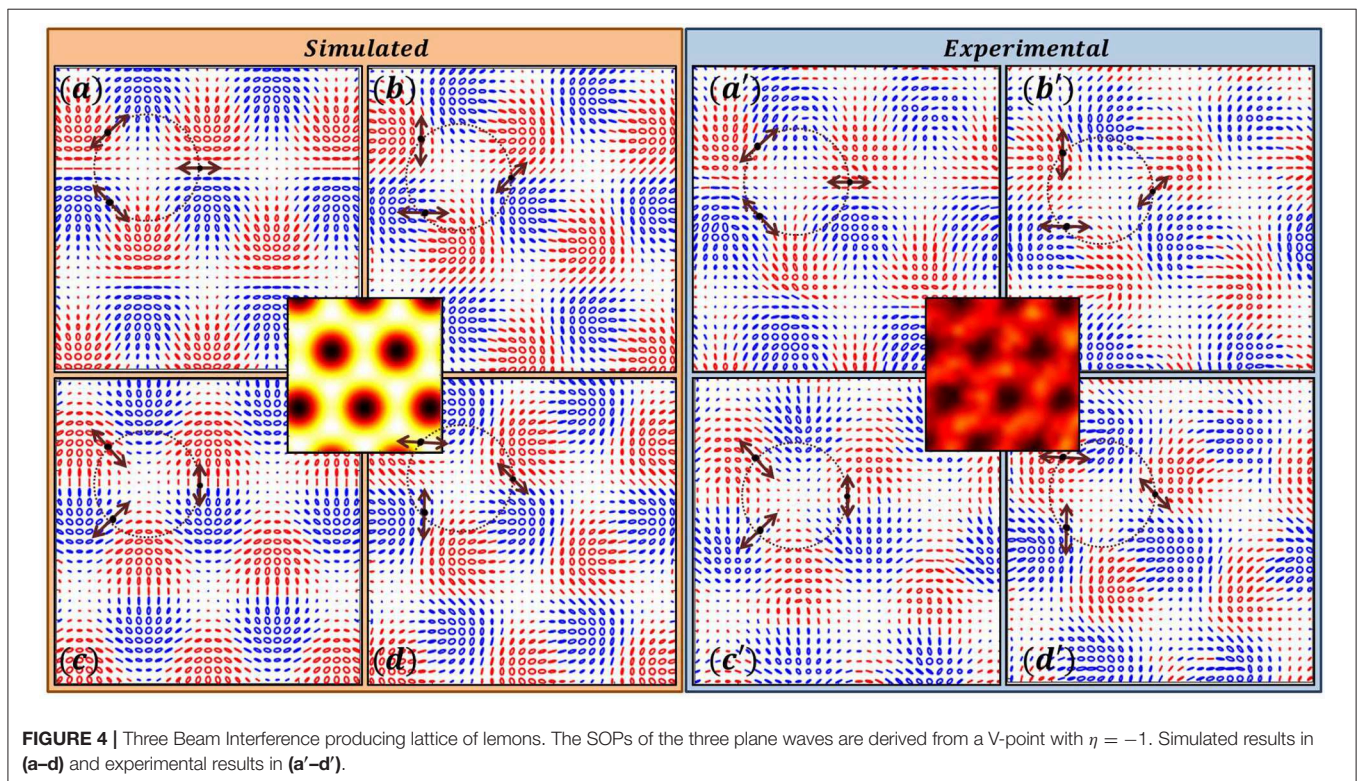 Simulated
Experimental
(a)
(b)
(a′)
(b′)
(c)
(d)
(c′)
(d′)
FIGURE 4 | Three Beam Interference producing lattice of lemons. The SOPs of the three plane waves are derived from a V-point with η = −1. Simulated results in
(a–d) and experimental results in (a′–d′).